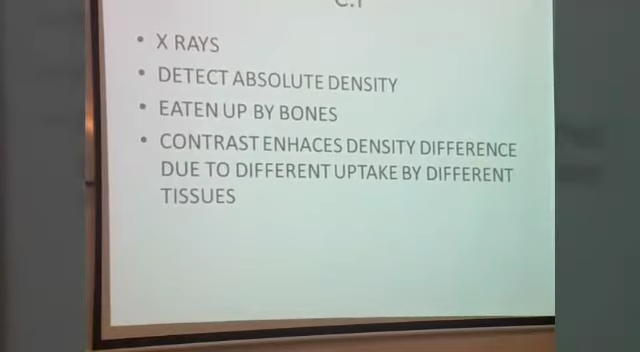 C.T
• X RAYS
• DETECT ABSOLUTE DENSITY
• EATEN UP BY BONES
• CONTRAST ENHACES DENSITY DIFFERENCE
DUE TO DIFFERENT UPTAKE BY DIFFERENT
TISSUES